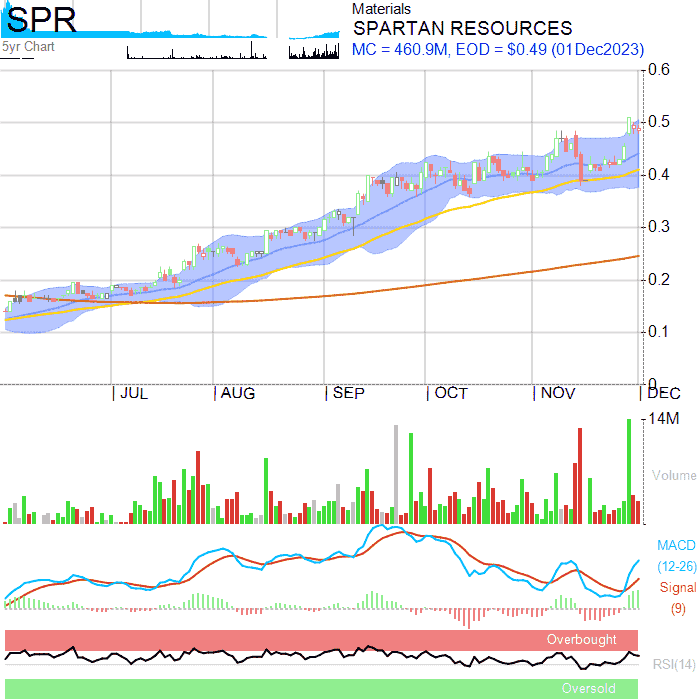 SPR
5yr Chart
Materials
SPARTAN RESOURCES
MC = 460.9M, EOD = $0.49 (01Dec2023)
0.6
0.5
0.4
0.3
0.2
0.1
0
JUL AUG SEP OCT NOV DEC
14M
Volume
MACD
(12-26)
Signal
(9)
Overbought
RSI(14)
Oversold